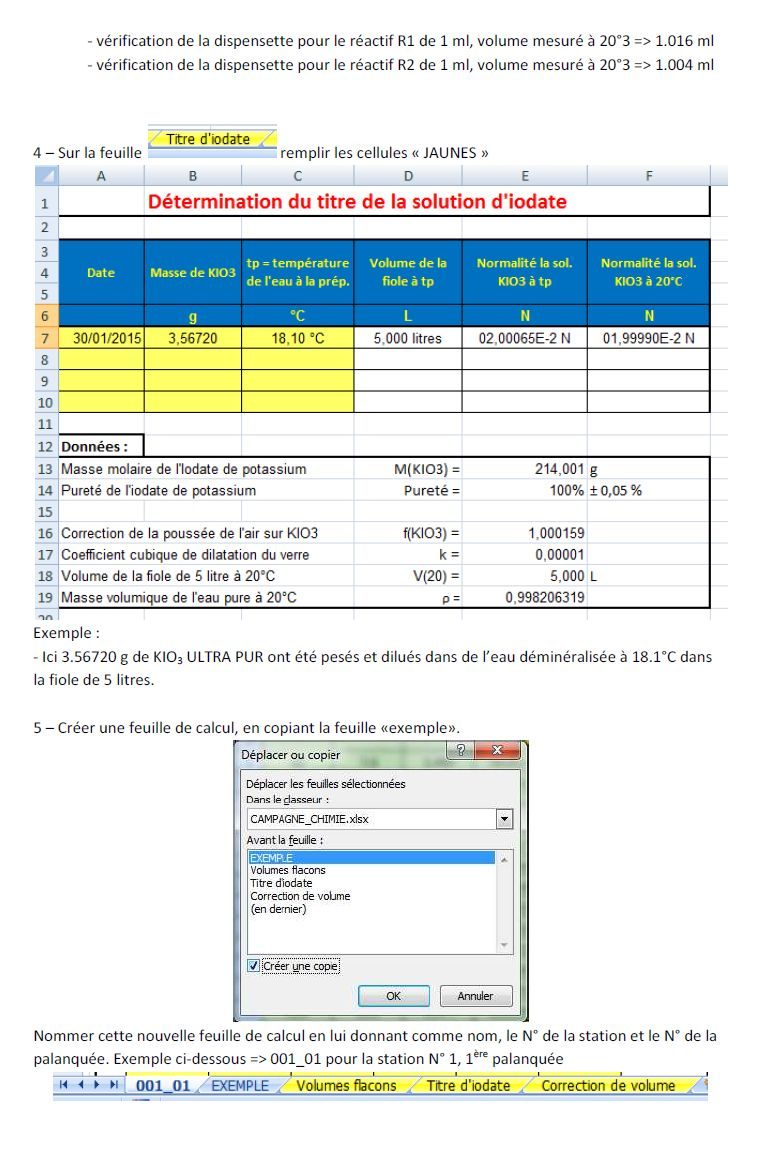 - vérification de la dispensette pour le réactif R1 de 1 ml, volume mesuré à 20°3 => 1.016 ml
- vérification de la dispensette pour le réactif R2 de 1 ml, volume mesuré à 20°3 => 1.004 ml
4 – Sur la feuille Titre d'iodate remplir les cellules « JAUNES »
A B C D E F
1 Détermination du titre de la solution d'iodate
2
3
4
5
Date Masse de KIO3 tp = température de l'eau à la prép. Volume de la fiole à tp Normalité la sol. KIO3 à tp Normalité la sol. KIO3 à 20°C
6 g °C L N N
7 30/01/2015 3,56720 18,10 °C 5,000 litres 02,00065E-2 N 01,99990E-2 N
8
9
10
11
12 Données :
13 Masse molaire de l'Iodate de potassium M(KIO3) = 214,001 g
14 Pureté de l'iodate de potassium Pureté = 100% ± 0,05 %
15
16 Correction de la poussée de l'air sur KIO3 f(KIO3) = 1,000159
17 Coefficient cubique de dilatation du verre k = 0,00001
18 Volume de la fiole de 5 litre à 20°C V(20) = 5,000 L
19 Masse volumique de l'eau pure à 20°C ρ = 0,998206319
20
Exemple :
- Ici 3.56720 g de KIO₃ ULTRA PUR ont été pesés et dilués dans de l'eau déminéralisée à 18.1°C dans
la fiole de 5 litres.
5 – Créer une feuille de calcul, en copiant la feuille «exemple».
Déplacer ou copier
Déplacer les feuilles sélectionnées
Dans le classeur :
CAMPAGNE_CHIMIE.xlsx
Avant la feuille :
EXEMPLE
Volumes flacons
Titre d'iodate
Correction de volume
(en dernier)
Créer une copie
OK Annuler
Nommer cette nouvelle feuille de calcul en lui donnant comme nom, le N° de la station et le N° de la
palanquée. Exemple ci-dessous => 001_01 pour la station N° 1, 1ère palanquée
001_01 EXEMPLE Volumes flacons Titre d'iodate Correction de volume